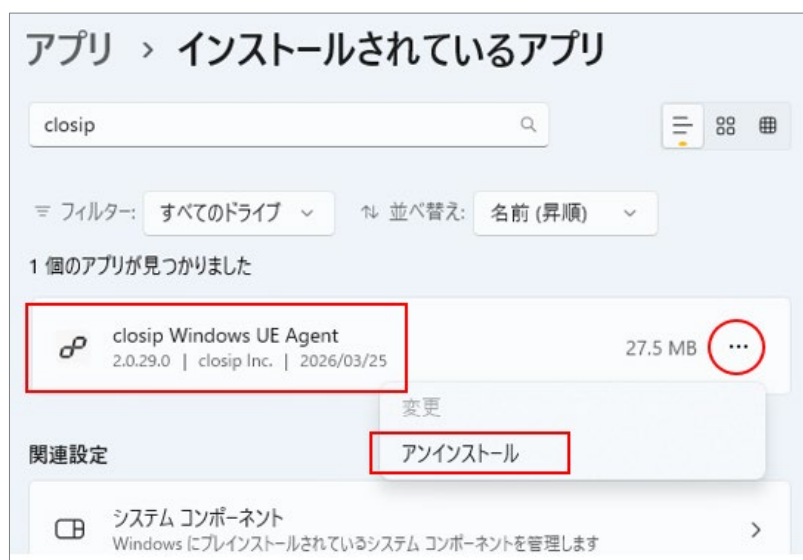 アプリ › インストールされているアプリ
closip
フィルター: すべてのドライブ 並べ替え: 名前 (昇順)
1 個のアプリが見つかりました
closip Windows UE Agent
2.0.29.0 | closip Inc. | 2026/03/25
27.5 MB
変更
アンインストール
関連設定
システム コンポーネント
Windows にプレインストールされているシステム コンポーネントを管理します